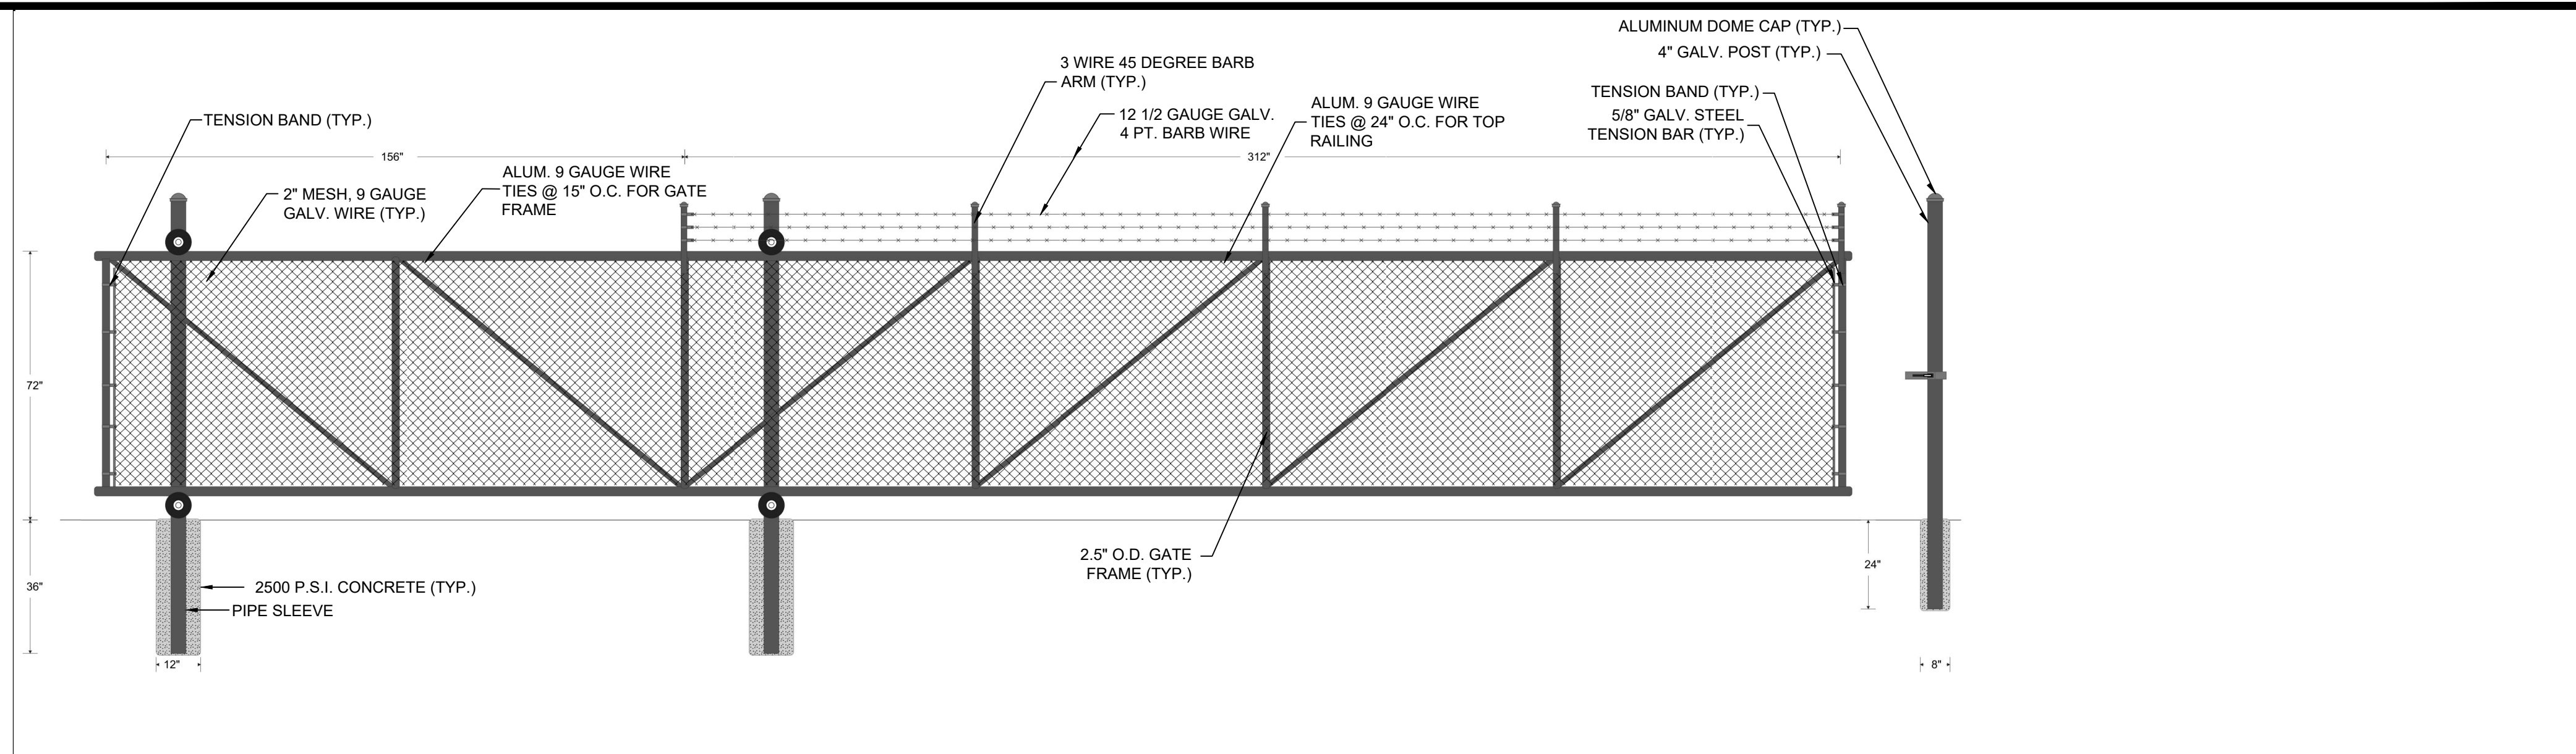 ALUMINUM DOME CAP (TYP.)
4" GALV. POST (TYP.)
3 WIRE 45 DEGREE BARB
ARM (TYP.)
TENSION BAND (TYP.)
12 1/2 GAUGE GALV.
4 PT. BARB WIRE
ALUM. 9 GAUGE WIRE
TIES @ 24" O.C. FOR TOP
RAILING
TENSION BAND (TYP.)
5/8" GALV. STEEL
TENSION BAR (TYP.)
156"
312"
2" MESH, 9 GAUGE
GALV. WIRE (TYP.)
ALUM. 9 GAUGE WIRE
TIES @ 15" O.C. FOR GATE
FRAME
72"
36"
2500 P.S.I. CONCRETE (TYP.)
PIPE SLEEVE
12"
2.5" O.D. GATE
FRAME (TYP.)
24"
8"